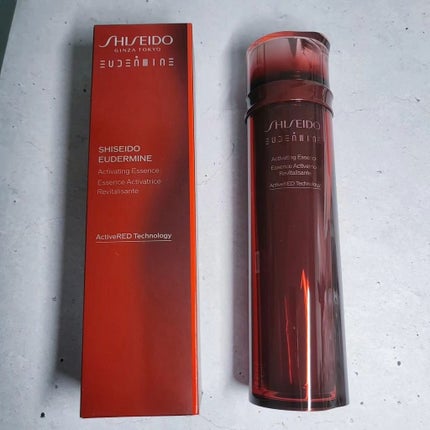 SHISEIDO
GINZA TOKYO
EUDERMINE
SHISEIDO
EUDERMINE
Activating Essence
Essence Activatrice
Revitalisante
ActiveRED Technology
SHISEIDO
EUDERMINE
Activating Essence
Essence Activatrice
Revitalisante
ActiveRED Technology